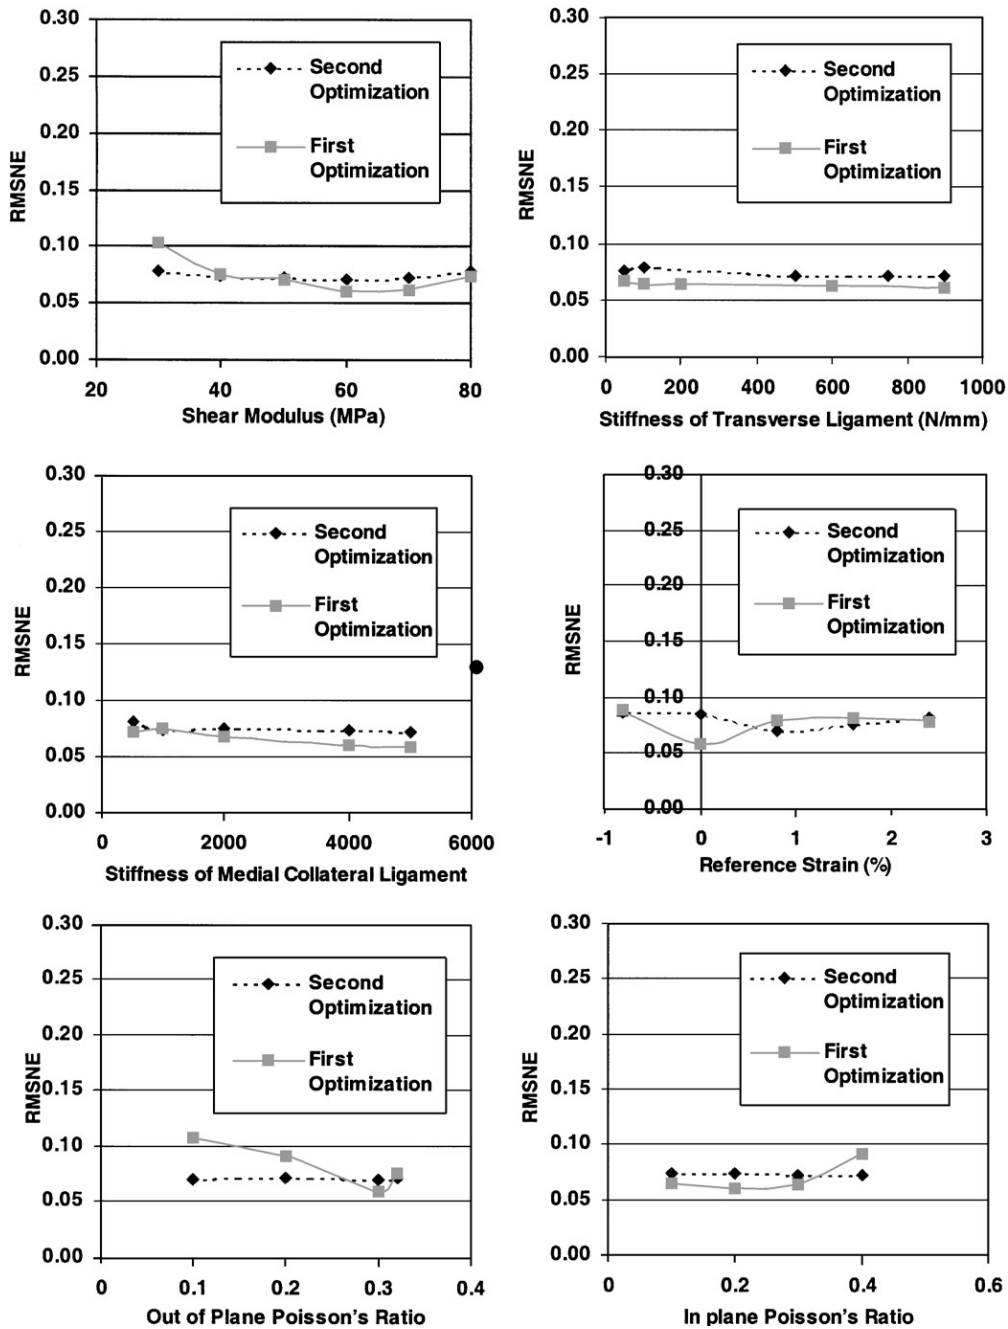 0.30
0.25
0.20
0.15
0.10
0.05
0.00
RMSNE
Second
Optimization
First
Optimization
20 40 60 80
Shear Modulus (MPa)
0.30
0.25
0.20
0.15
0.10
0.05
0.00
RMSNE
Second
Optimization
First
Optimization
0 200 400 600 800 1000
Stiffness of Transverse Ligament (N/mm)
0.30
0.25
0.20
0.15
0.10
0.05
0.00
RMSNE
Second
Optimization
First
Optimization
0 2000 4000 6000
Stiffness of Medial Collateral Ligament
0.30
0.25
0.20
0.15
0.10
0.05
0.00
RMSNE
Second
Optimization
First
Optimization
-1 0 1 2 3
Reference Strain (%)
0.30
0.25
0.20
0.15
0.10
0.05
0.00
RMSNE
Second
Optimization
First
Optimization
0 0.1 0.2 0.3 0.4
Out of Plane Poisson's Ratio
0.30
0.25
0.20
0.15
0.10
0.05
0.00
RMSNE
Second
Optimization
First
Optimization
0 0.2 0.4 0.6
In plane Poisson's Ratio